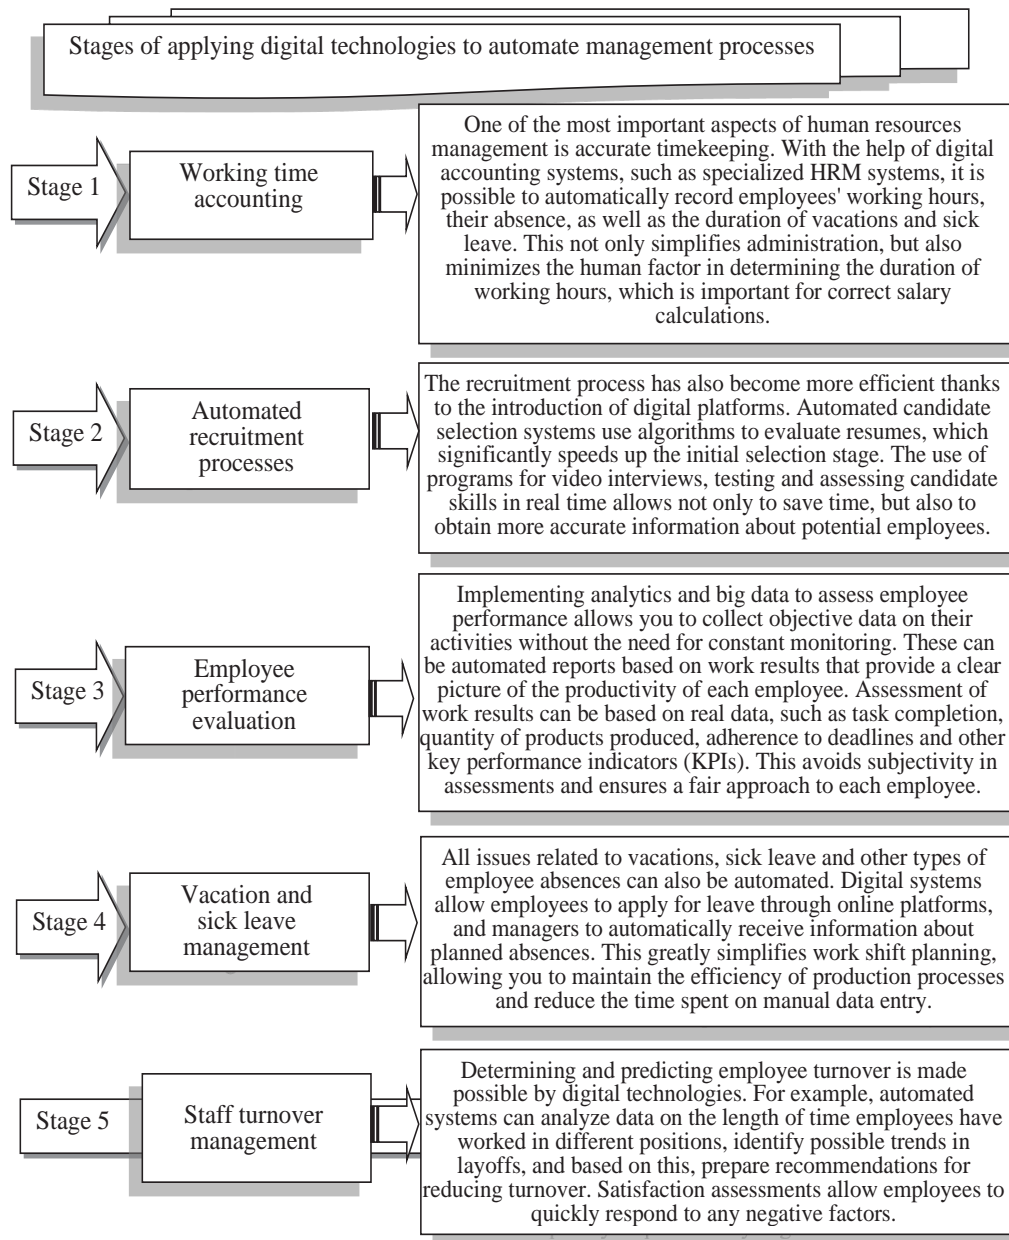 Stages of applying digital technologies to automate management processes
Stage 1
Working time
accounting
One of the most important aspects of human resources
management is accurate timekeeping. With the help of digital
accounting systems, such as specialized HRM systems, it is
possible to automatically record employees' working hours,
their absence, as well as the duration of vacations and sick
leave. This not only simplifies administration, but also
minimizes the human factor in determining the duration of
working hours, which is important for correct salary
calculations.
Stage 2
Automated
recruitment
processes
The recruitment process has also become more efficient thanks
to the introduction of digital platforms. Automated candidate
selection systems use algorithms to evaluate resumes, which
significantly speeds up the initial selection stage. The use of
programs for video interviews, testing and assessing candidate
skills in real time allows not only to save time, but also to
obtain more accurate information about potential employees.
Stage 3
Employee
performance
evaluation
Implementing analytics and big data to assess employee
performance allows you to collect objective data on their
activities without the need for constant monitoring. These can
be automated reports based on work results that provide a clear
picture of the productivity of each employee. Assessment of
work results can be based on real data, such as task completion,
quantity of products produced, adherence to deadlines and other
key performance indicators (KPIs). This avoids subjectivity in
assessments and ensures a fair approach to each employee.
Stage 4
Vacation and
sick leave
management
All issues related to vacations, sick leave and other types of
employee absences can also be automated. Digital systems
allow employees to apply for leave through online platforms,
and managers to automatically receive information about
planned absences. This greatly simplifies work shift planning,
allowing you to maintain the efficiency of production processes
and reduce the time spent on manual data entry.
Stage 5
Staff turnover
management
Determining and predicting employee turnover is made
possible by digital technologies. For example, automated
systems can analyze data on the length of time employees have
worked in different positions, identify possible trends in
layoffs, and based on this, prepare recommendations for
reducing turnover. Satisfaction assessments allow employees to
quickly respond to any negative factors.